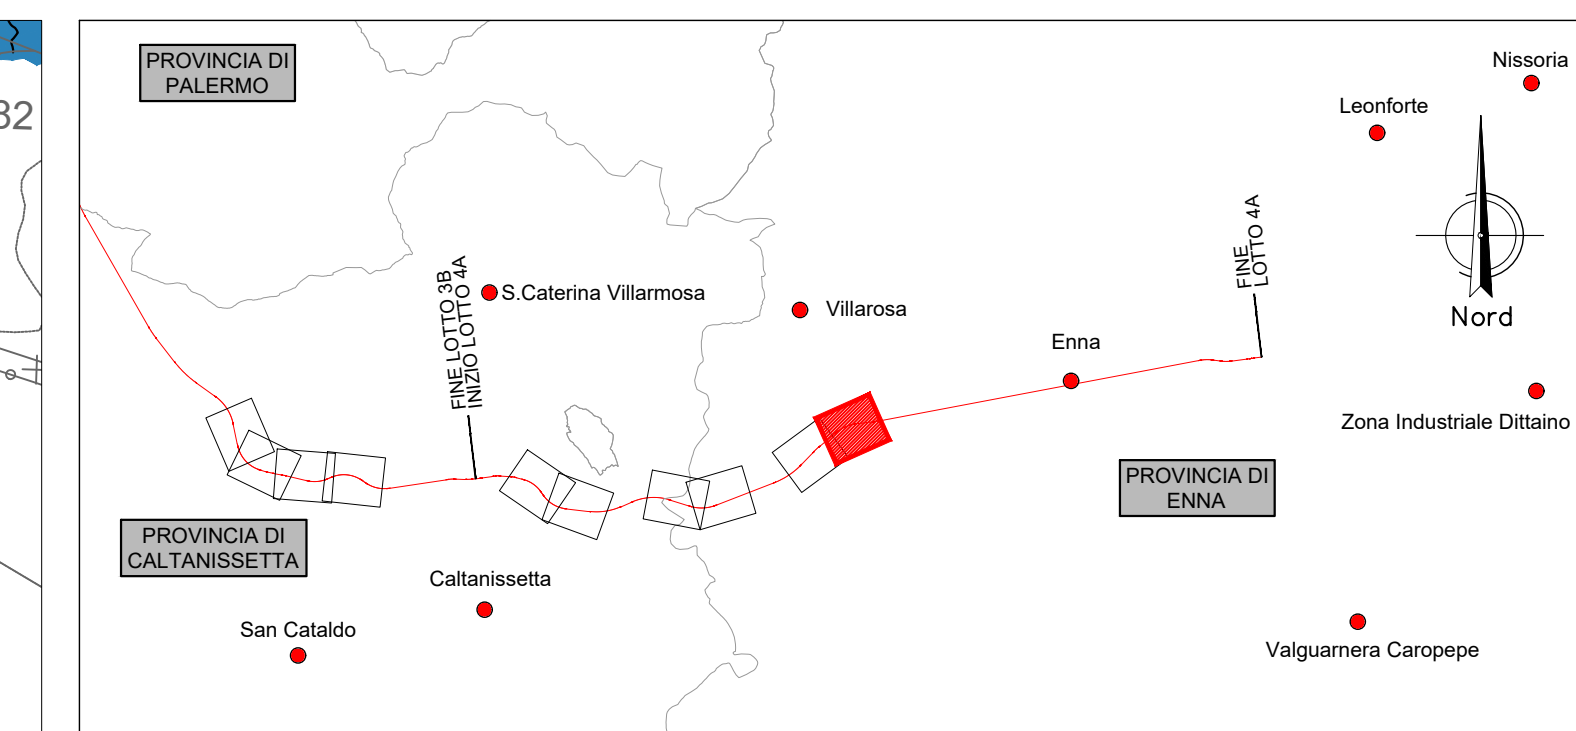 PROVINCIA DI
PALERMO
Nissoria
Leonforte
32
FINE
LOTTO 4A
FINE LOTTO 3B
INIZIO LOTTO 4A
S.Caterina Villarmosa
Villarosa
Nord
Enna
Zona Industriale Dittaino
PROVINCIA DI
ENNA
PROVINCIA DI
CALTANISSETTA
Caltanissetta
San Cataldo
Valguarnera Caropepe